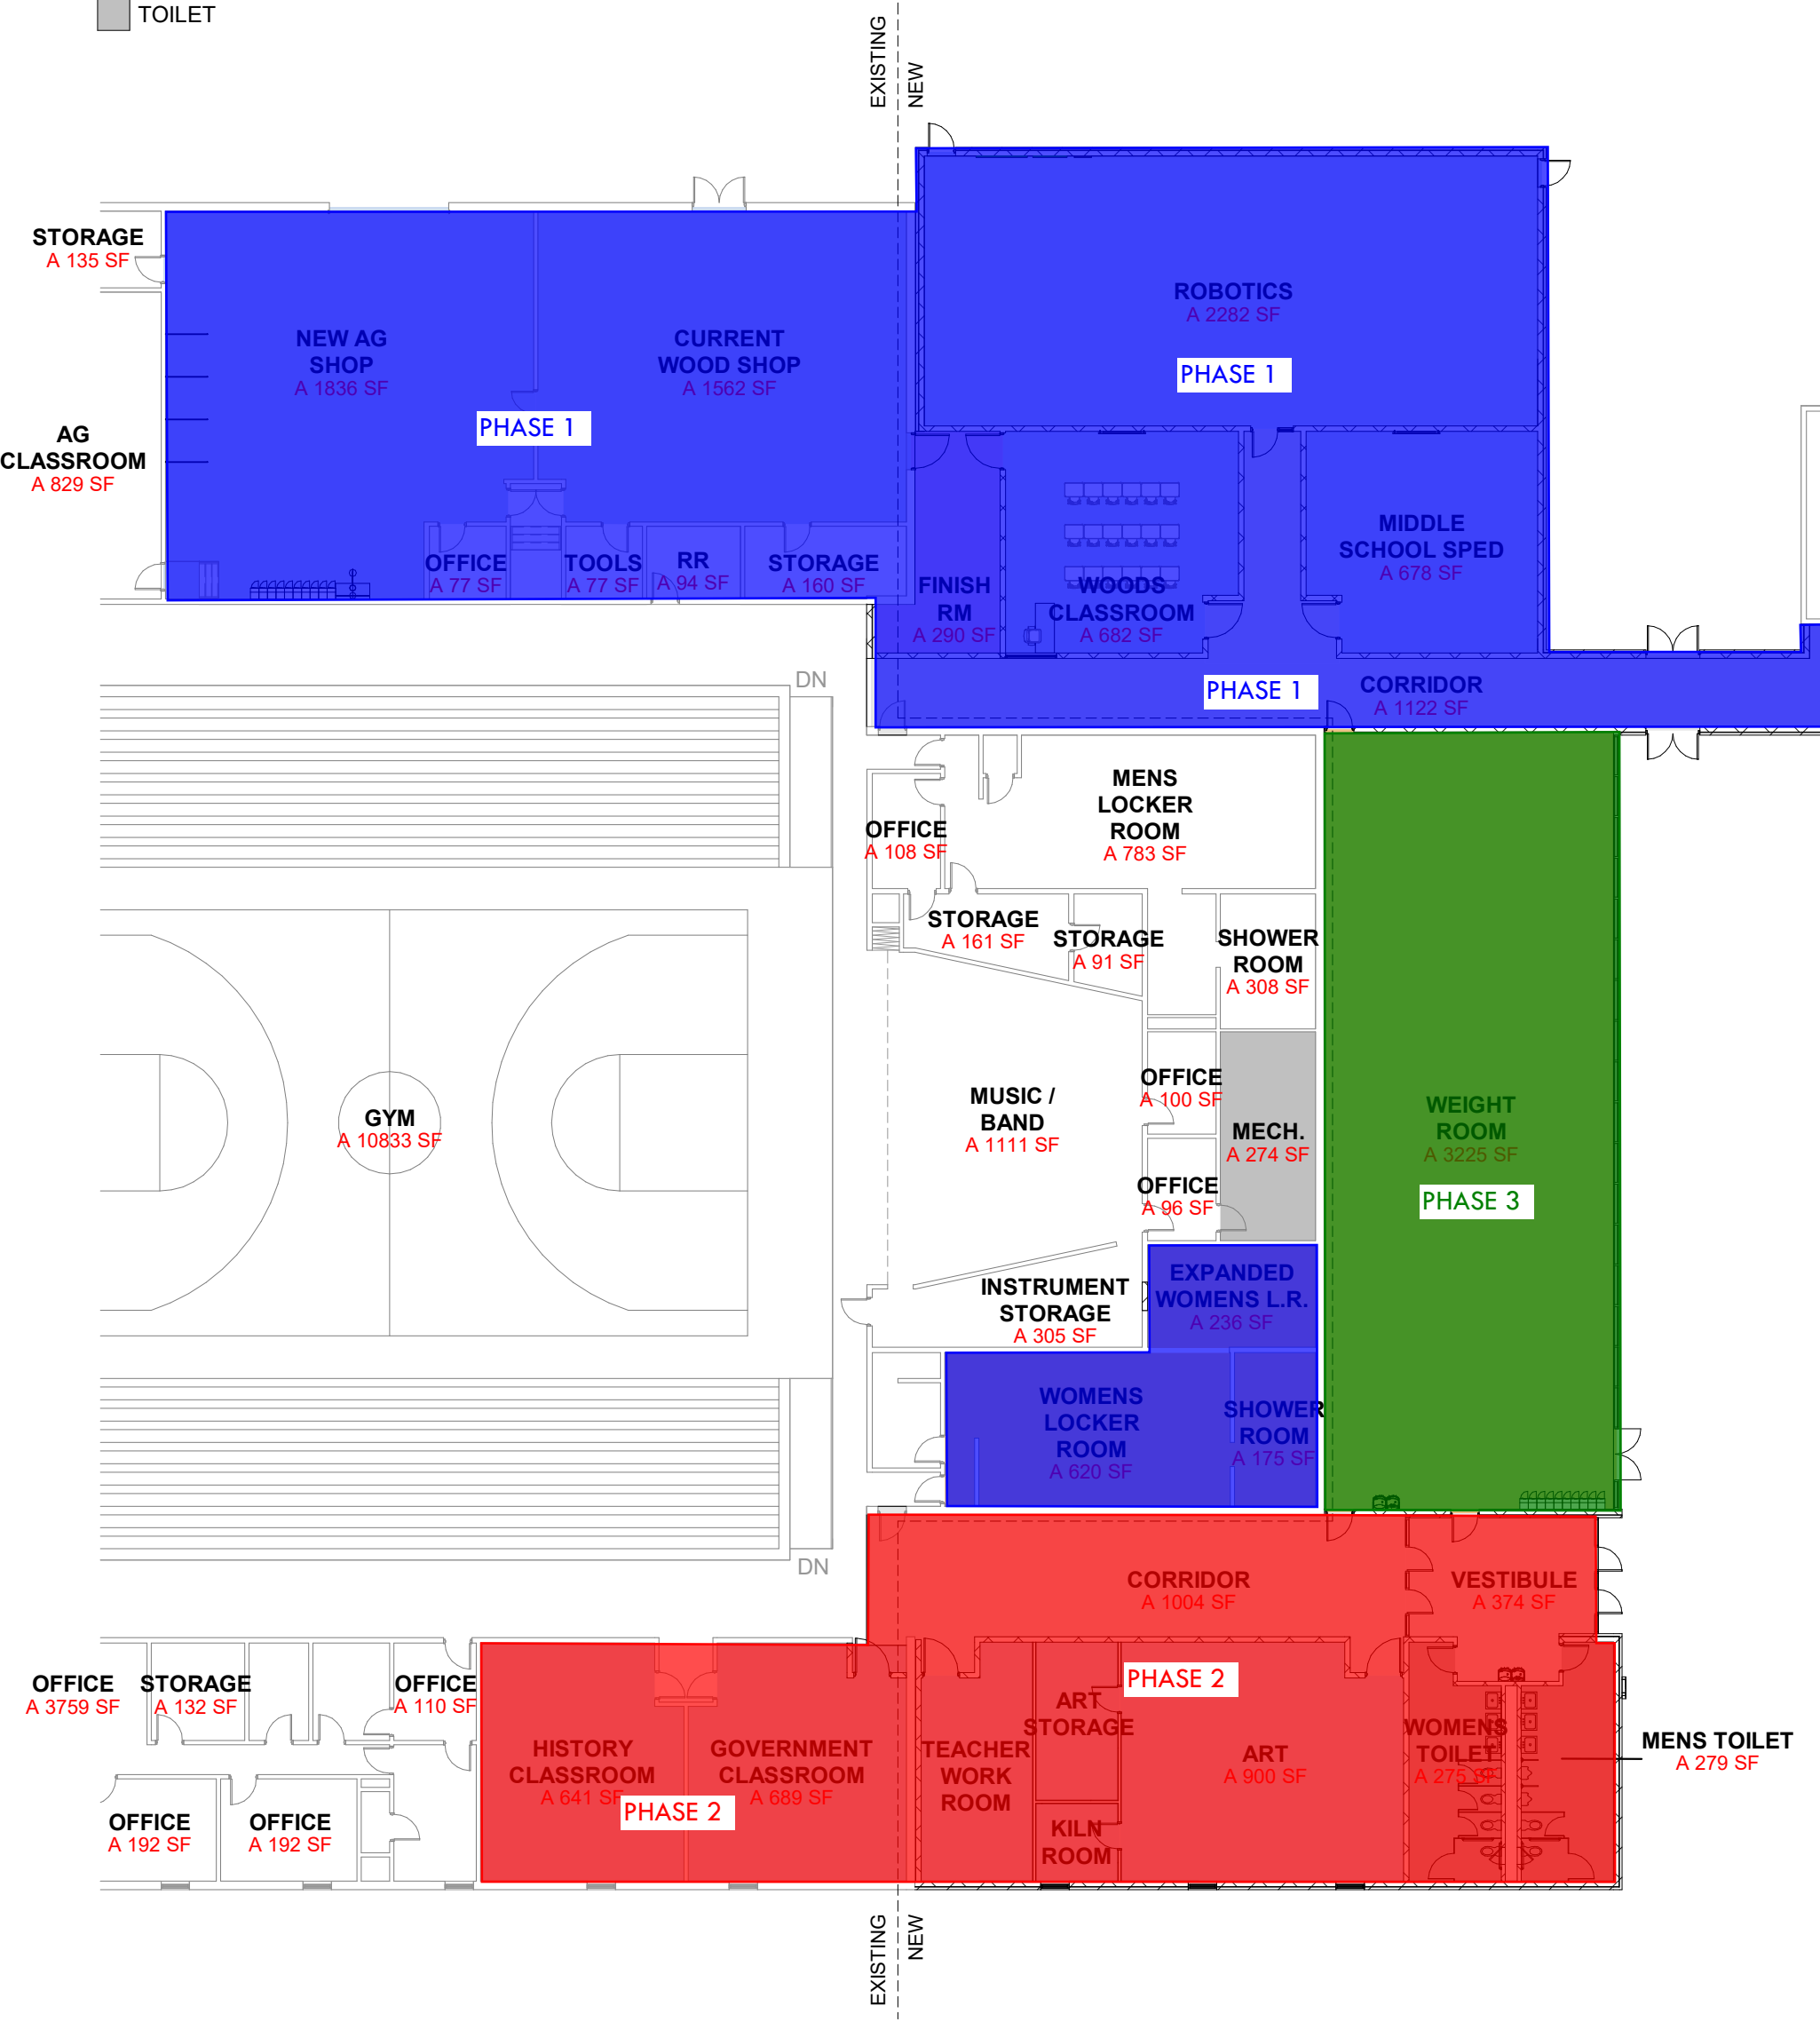 TOILET
EXISTING
NEW
STORAGE
A 135 SF
AG
CLASSROOM
A 829 SF
NEW AG
SHOP
A 1836 SF
CURRENT
WOOD SHOP
A 1562 SF
PHASE 1
ROBOTICS
A 2282 SF
PHASE 1
OFFICE
A 77 SF
TOOLS
A 77 SF
RR
A 94 SF
STORAGE
A 160 SF
FINISH
RM
A 290 SF
WOODS
CLASSROOM
A 682 SF
MIDDLE
SCHOOL SPED
A 678 SF
PHASE 1
CORRIDOR
A 1122 SF
DN
MENS
LOCKER
ROOM
A 783 SF
OFFICE
A 108 SF
STORAGE
A 161 SF
STORAGE
A 91 SF
SHOWER
ROOM
A 308 SF
GYM
A 10833 SF
MUSIC /
BAND
A 1111 SF
OFFICE
A 100 SF
MECH.
A 274 SF
OFFICE
A 96 SF
WEIGHT
ROOM
A 3225 SF
PHASE 3
INSTRUMENT
STORAGE
A 305 SF
EXPANDED
WOMENS L.R.
A 236 SF
WOMENS
LOCKER
ROOM
A 620 SF
SHOWER
ROOM
A 175 SF
DN
CORRIDOR
A 1004 SF
VESTIBULE
A 374 SF
OFFICE
A 3759 SF
STORAGE
A 132 SF
OFFICE
A 110 SF
OFFICE
A 192 SF
OFFICE
A 192 SF
HISTORY
CLASSROOM
A 641 SF
GOVERNMENT
CLASSROOM
A 689 SF
PHASE 2
TEACHER
WORK
ROOM
ART
STORAGE
PHASE 2
KILN
ROOM
ART
A 900 SF
WOMENS
TOILET
A 275 SF
MENS TOILET
A 279 SF
EXISTING
NEW